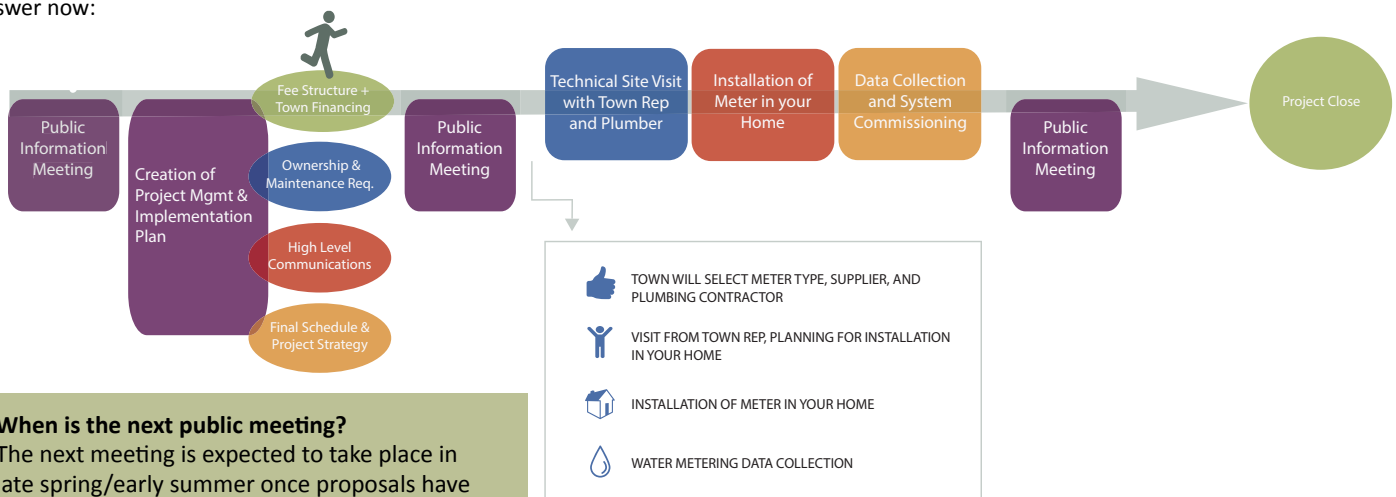 Fee Structure +
Town Financing
Public
Information
Meeting
Creation of
Project Mgmt &
Implementation
Plan
Ownership &
Maintenance Req.
High Level
Communications
Final Schedule &
Project Strategy
Public
Information
Meeting
Technical Site Visit
with Town Rep
and Plumber
Installation of
Meter in your
Home
Data Collection
and System
Commissioning
Public
Information
Meeting
Project Close
TOWN WILL SELECT METER TYPE, SUPPLIER, AND
PLUMBING CONTRACTOR
VISIT FROM TOWN REP, PLANNING FOR INSTALLATION
IN YOUR HOME
INSTALLATION OF METER IN YOUR HOME
WATER METERING DATA COLLECTION
When is the next public meeting?
The next meeting is expected to take place in
late spring/early summer once proposals have